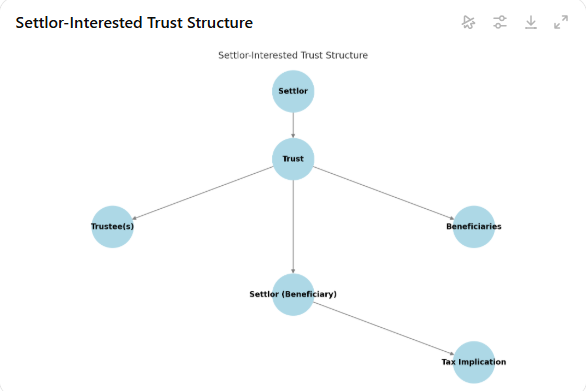 Settlor-Interested Trust Structure
Settlor-Interested Trust Structure
Settlor
Trust
Trustee(s)
Beneficiaries
Settlor (Beneficiary)
Tax Implication